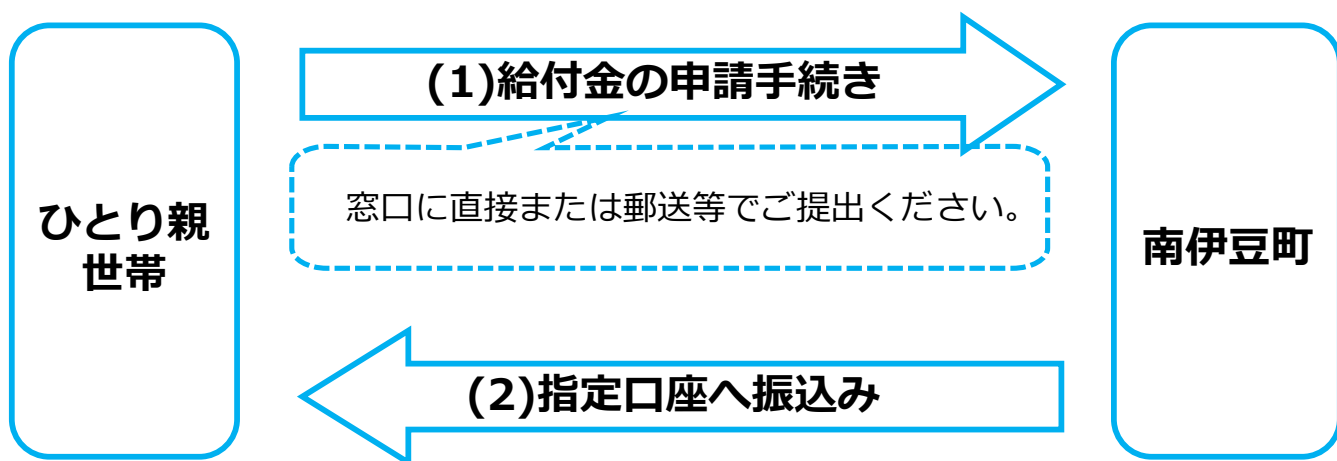 (1)給付金の申請手続き
窓口に直接または郵送等でご提出ください。
ひとり親
世帯
南伊豆町
(2)指定口座へ振込み